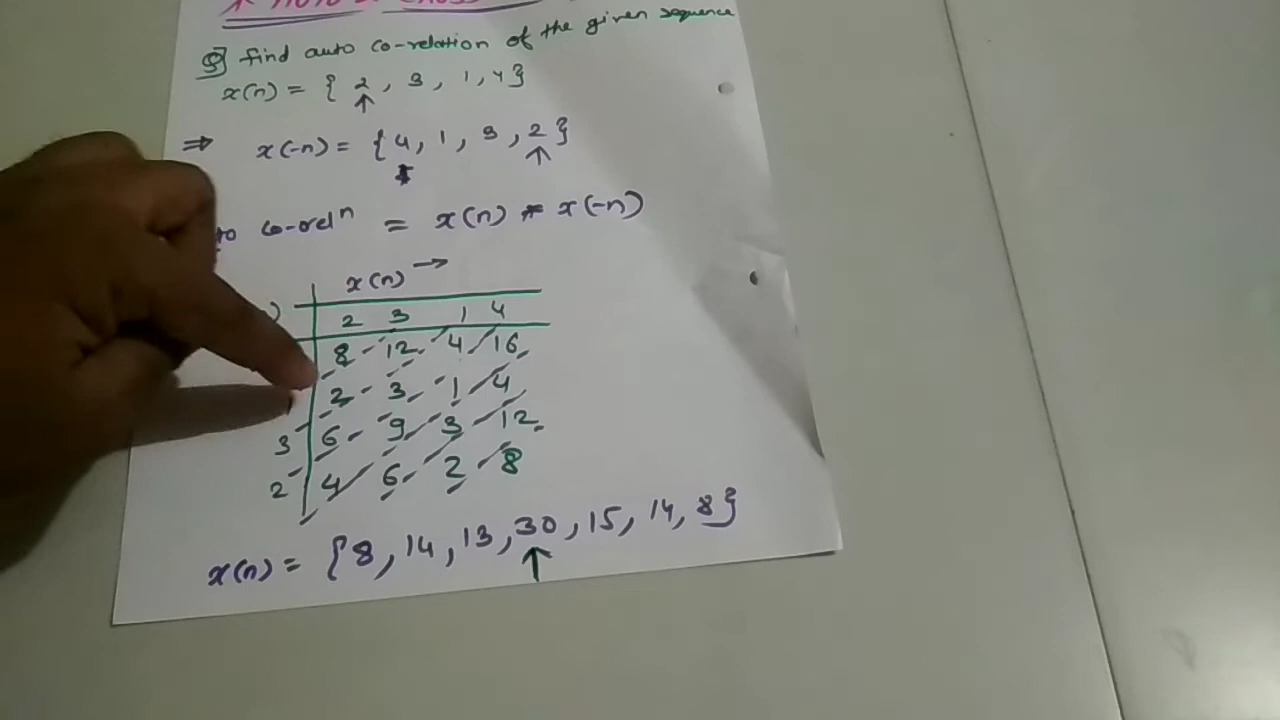 Q] find auto co-relation of the given sequence
x(n) = { 2, 3, 1, 4}
↑
⇒ x(-n) = {4, 1, 3, 2}
↑
to co-relⁿ = x(n) * x(-n)
x(n) →
2 3 1 4
8 12 4 16
2 3 1 4
3 6 9 3 12
2 4 6 2 8
x(n) = {8, 14, 13, 30, 15, 14, 8}
↑